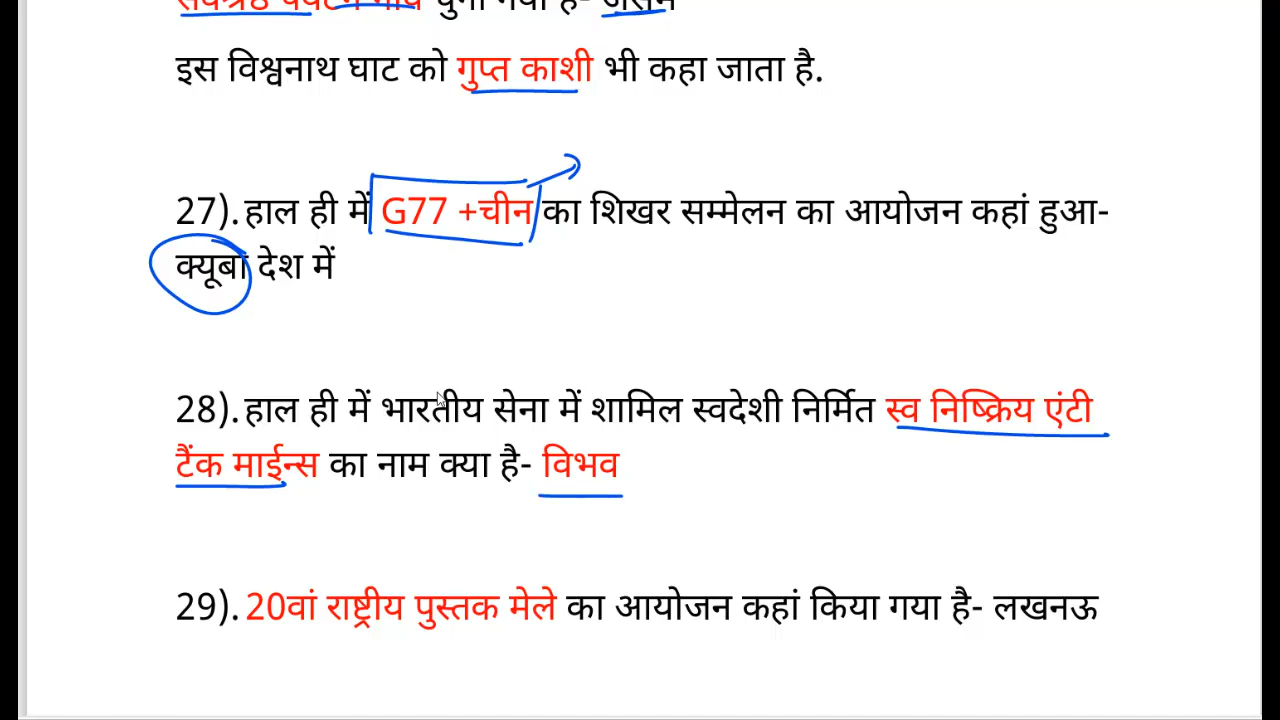 इस विश्वनाथ घाट को गुप्त काशी भी कहा जाता है.
27). हाल ही में G77 +चीन का शिखर सम्मेलन का आयोजन कहां हुआ-
क्यूबा देश में
28). हाल ही में भारतीय सेना में शामिल स्वदेशी निर्मित स्व निष्क्रिय एंटी
टैंक माईन्स का नाम क्या है- विभव
29). 20वां राष्ट्रीय पुस्तक मेले का आयोजन कहां किया गया है- लखनऊ